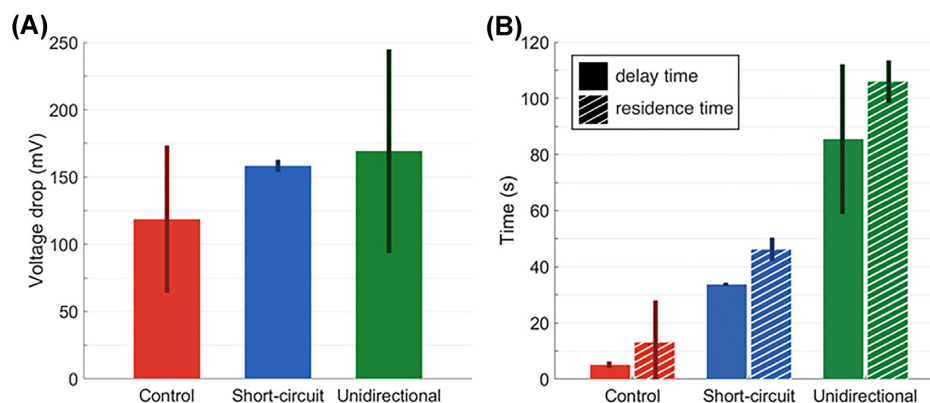 (A)
Voltage drop (mV)
250
200
150
100
50
0
Control Short-circuit Unidirectional
(B)
Time (s)
120
100
80
60
40
20
0
delay time
residence time
Control Short-circuit Unidirectional